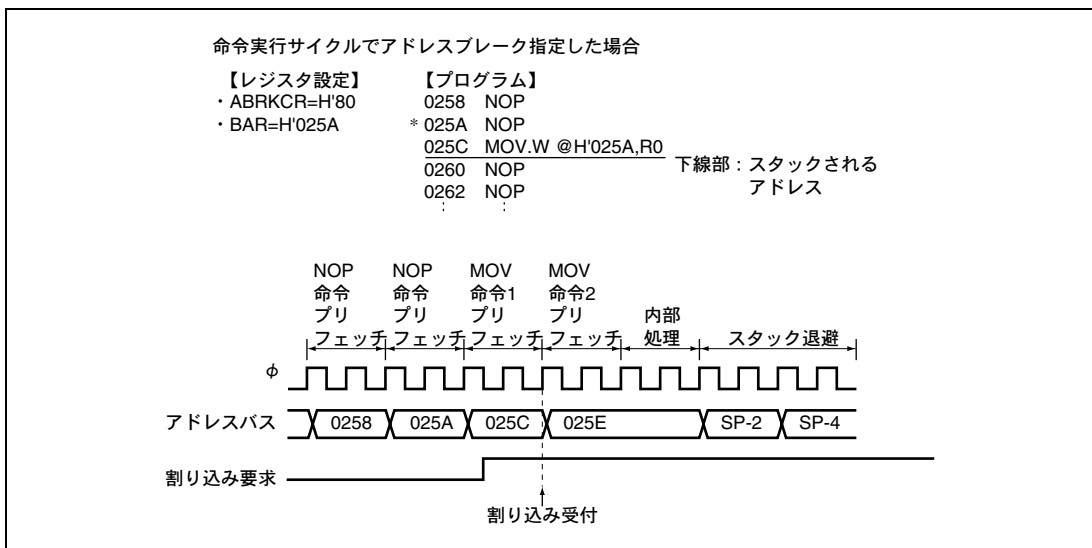 命令実行サイクルでアドレスブレーク指定した場合
【レジスタ設定】 【プログラム】
・ABRKCR=H'80 0258 NOP
・BAR=H'025A * 025A NOP
025C MOV.W @H'025A,R0
0260 NOP
0262 NOP
下線部：スタックされる
アドレス
NOP NOP MOV MOV
命令 命令 命令1 命令2
プリ プリ プリ プリ 内部
フェッチ フェッチ フェッチ フェッチ 処理 スタック退避
φ
アドレスバス 0258 025A 025C 025E SP-2 SP-4
割り込み要求
割り込み受付